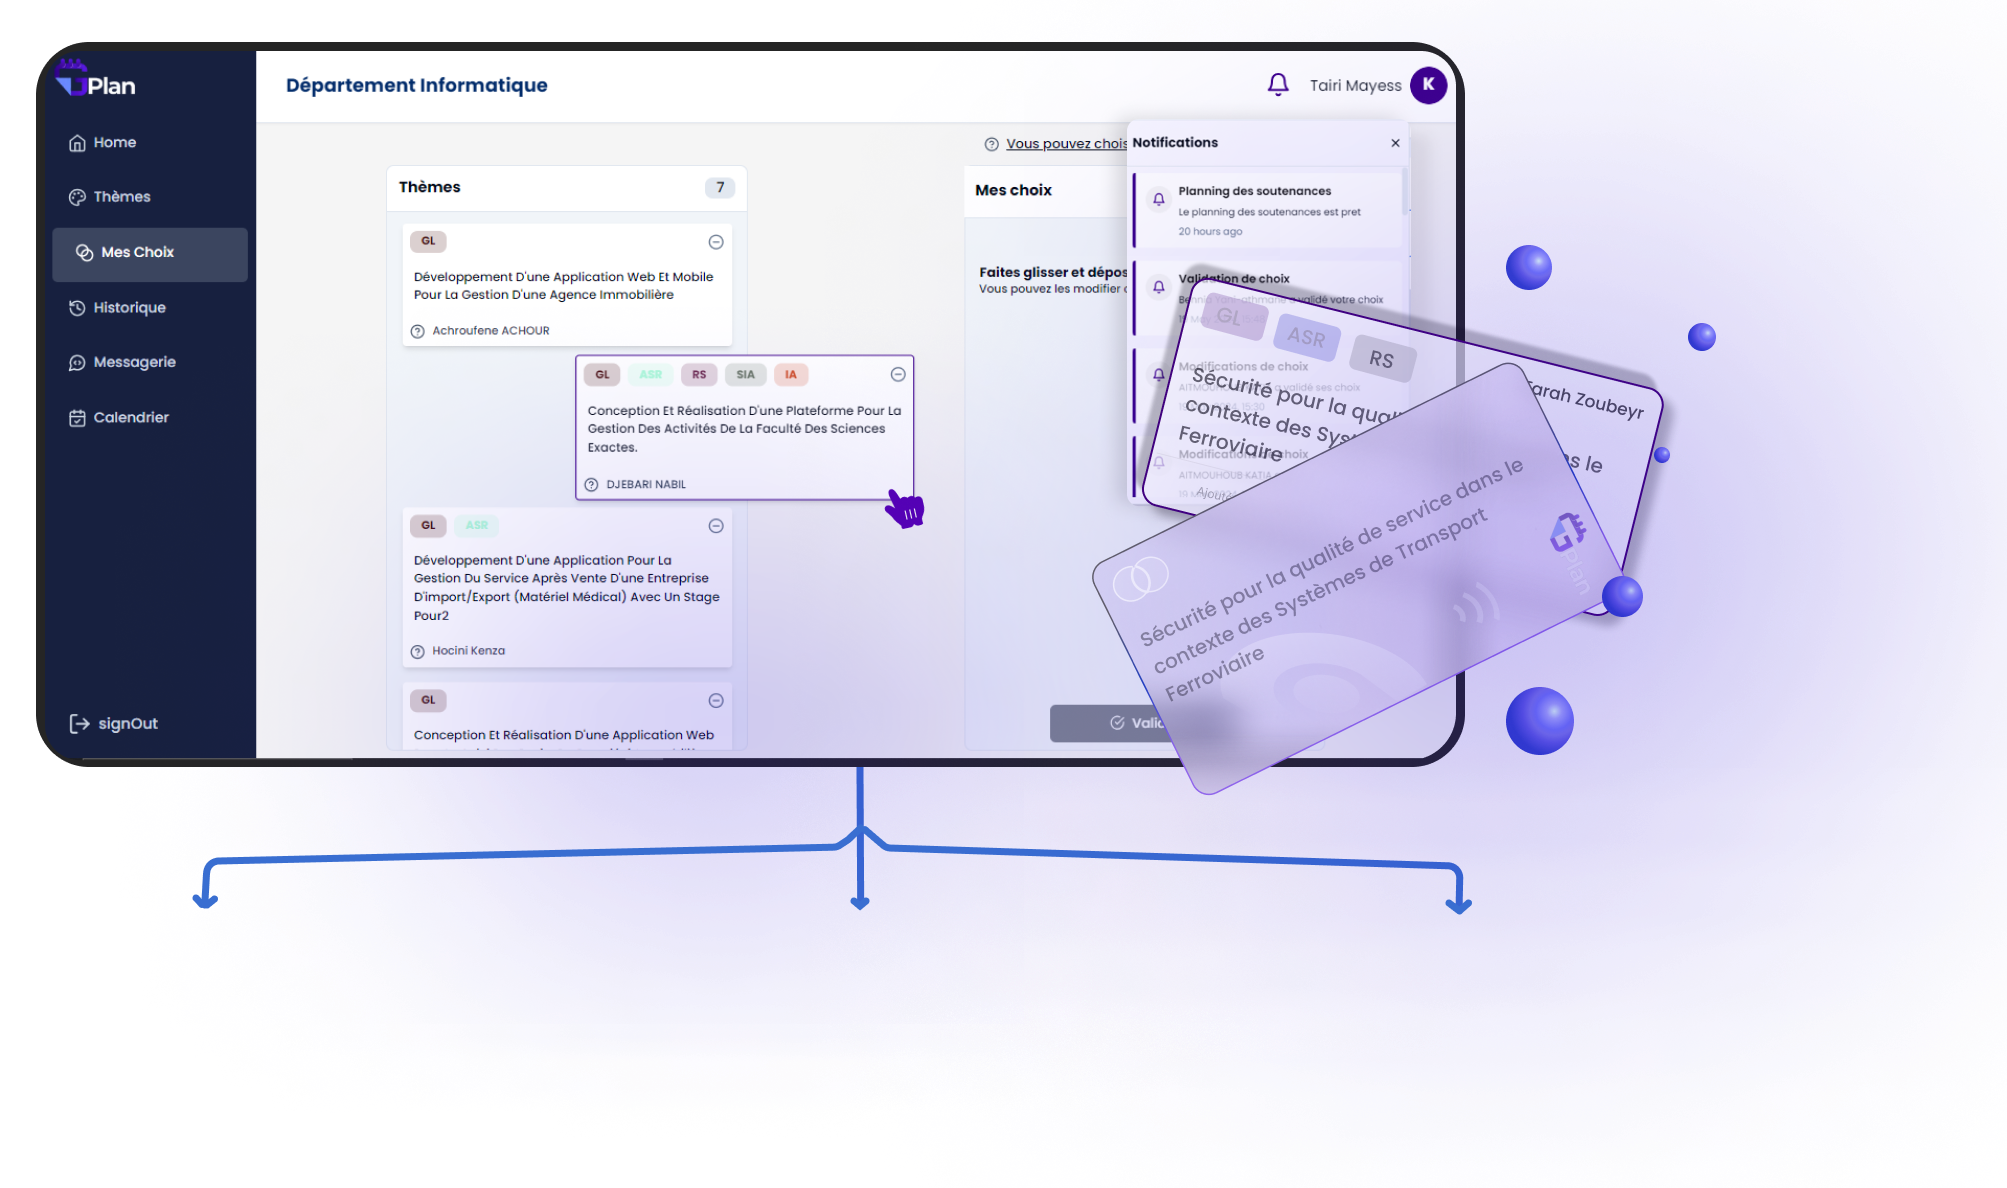 Plan
Home
Thèmes
Mes Choix
Historique
Messagerie
Calendrier
signOut
Département Informatique
Tairi Mayess
K
Vous pouvez chois
Thèmes
7
GL
Développement D'une Application Web Et Mobile
Pour La Gestion D'une Agence Immobilière
Achroufene ACHOUR
GL ASR RS SIA IA
Conception Et Réalisation D'une Plateforme Pour La
Gestion Des Activités De La Faculté Des Sciences
Exactes.
DJEBARI NABIL
GL ASR
Développement D'une Application Pour La
Gestion Du Service Après Vente D'une Entreprise
D'import/Export (Matériel Médical) Avec Un Stage
Pour2
Hocini Kenza
GL
Conception Et Réalisation D'une Application Web
Mes choix
Faites glisser et dépos
Vous pouvez les modifier
Valid
Notifications
Planning des soutenances
Le planning des soutenances est pret
20 hours ago
Validation de choix
validé votre choix
Modifications de choix
a validé ses choix
Modifications de choix
AITMOUHOUB KATIA
GL ASR RS
Sécurité pour la qual
contexte des Sys
Ferroviaire
Ajouté
arah Zoubeyr
s le
Sécurité pour la qualité de service dans le
contexte des Systèmes de Transport
Ferroviaire
Plan